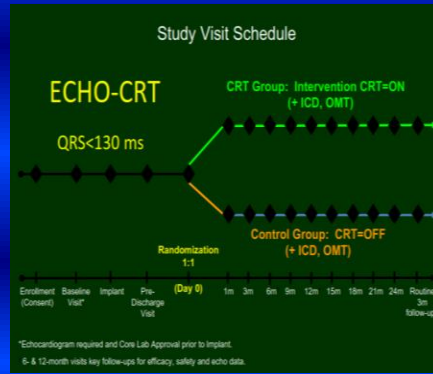 Study Visit Schedule
ECHO-CRT
QRS<130 ms
CRT Group: Intervention CRT=ON
(+ ICD, OMT)
Control Group: CRT=OFF
(+ ICD, OMT)
Randomization
1:1
(Day 0)
Enrollment
(Consent)
Baseline
Visit*
Implant
Pre-
Discharge
Visit
1m 3m 6m 9m 12m 15m 18m 21m 24m Routine
3m
follow-up
*Echocardiogram required and Core Lab Approval prior to Implant.
6- & 12-month visits key follow-ups for efficacy, safety and echo data.